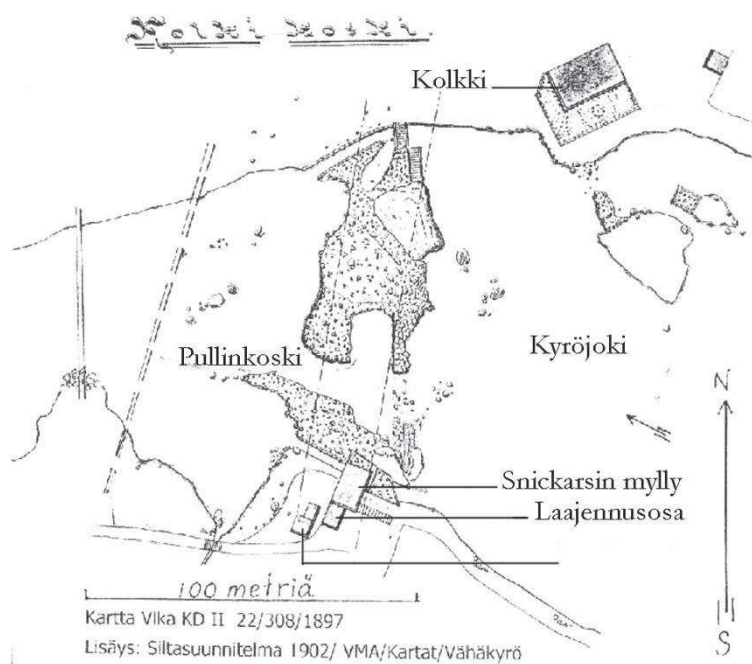 Kolkki
Pullinkoski
Kyröjoki
N
Snickarsin mylly
Laajennusosa
100 metriä
S
Kartta Vlka KD II 22/308/1897
Lisäys: Siltasuunnitelma 1902/ VMA/Kartat/Vähäkyrö